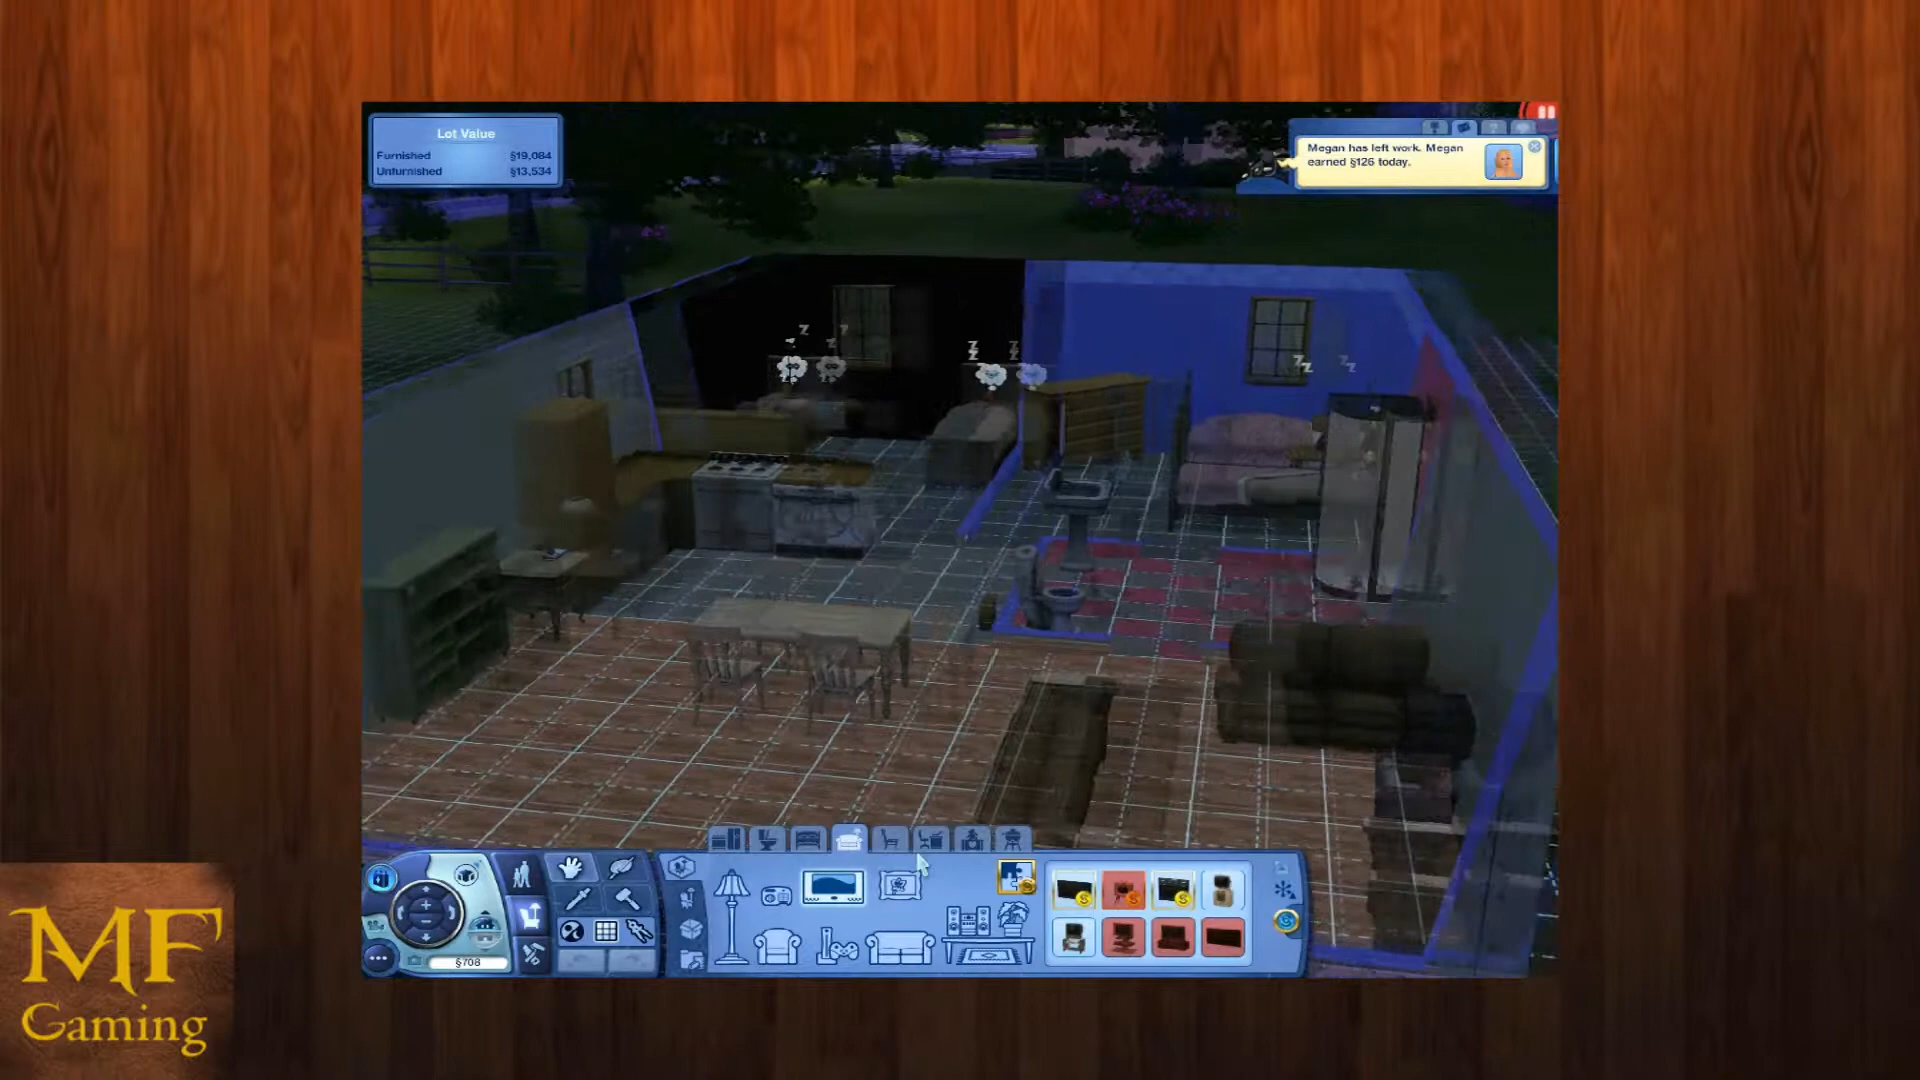 Lot Value
Furnished §19,084
Unfurnished §13,534
Megan has left work. Megan
earned §126 today.
§708
MF
Gaming